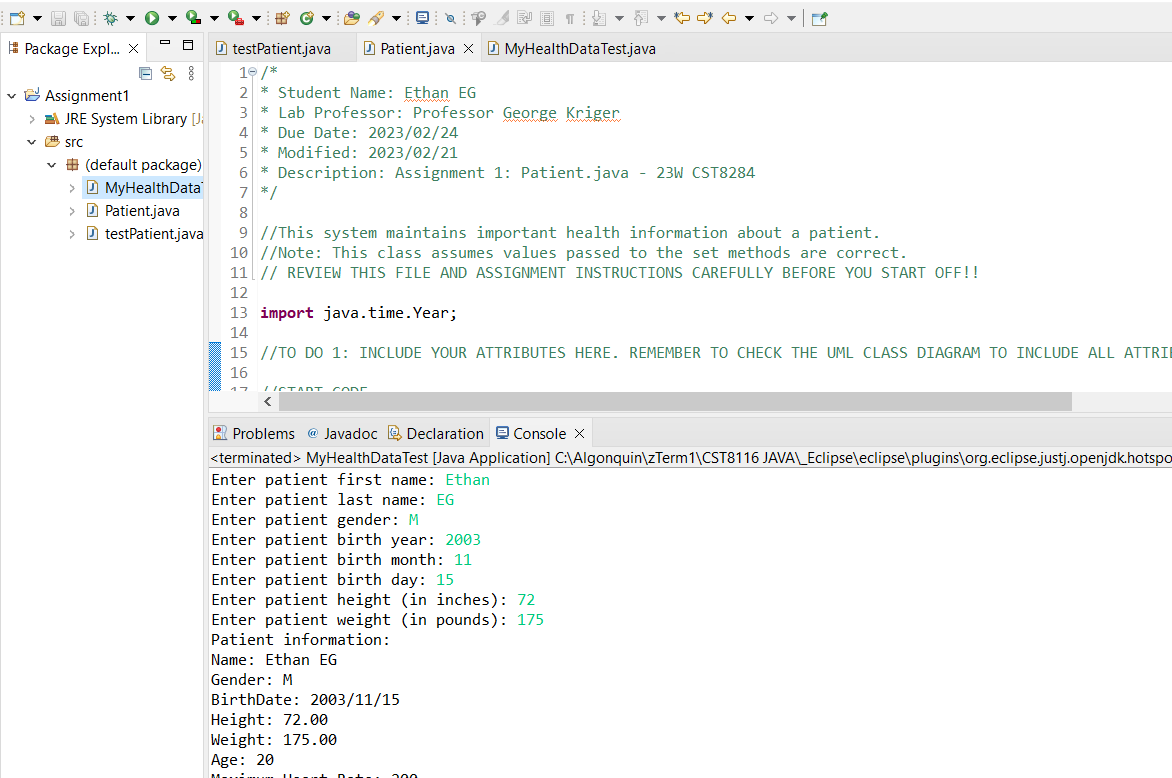 Package Expl...
Assignment1
JRE System Library [Ja
src
(default package)
MyHealthDataT
Patient.java
testPatient.java
testPatient.java
Patient.java
MyHealthDataTest.java
1 /*
2 * Student Name: Ethan EG
3 * Lab Professor: Professor George Kriger
4 * Due Date: 2023/02/24
5 * Modified: 2023/02/21
6 * Description: Assignment 1: Patient.java - 23W CST8284
7 */
8
9 //This system maintains important health information about a patient.
10 //Note: This class assumes values passed to the set methods are correct.
11 // REVIEW THIS FILE AND ASSIGNMENT INSTRUCTIONS CAREFULLY BEFORE YOU START OFF!!
12
13 import java.time.Year;
14
15 //TO DO 1: INCLUDE YOUR ATTRIBUTES HERE. REMEMBER TO CHECK THE UML CLASS DIAGRAM TO INCLUDE ALL ATTRIE
16
17 //START CODE
Problems
@ Javadoc
Declaration
Console
<terminated> MyHealthDataTest [Java Application] C:\Algonquin\zTerm1\CST8116 JAVA\_Eclipse\eclipse\plugins\org.eclipse.justj.openjdk.hotspo
Enter patient first name: Ethan
Enter patient last name: EG
Enter patient gender: M
Enter patient birth year: 2003
Enter patient birth month: 11
Enter patient birth day: 15
Enter patient height (in inches): 72
Enter patient weight (in pounds): 175
Patient information:
Name: Ethan EG
Gender: M
BirthDate: 2003/11/15
Height: 72.00
Weight: 175.00
Age: 20
Maximum Heart Rate: 200